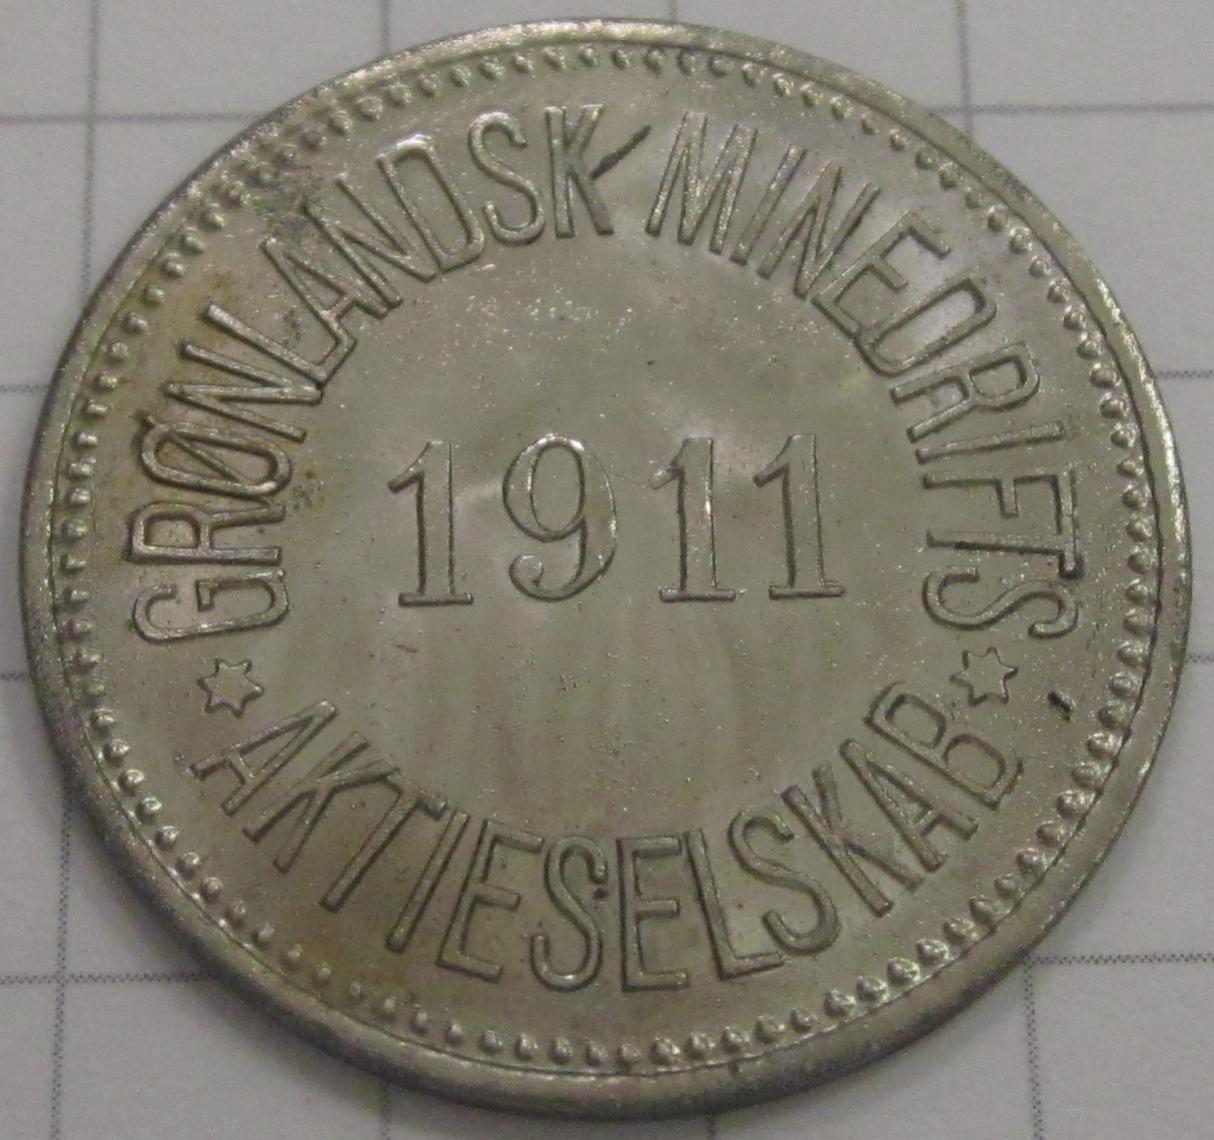 GRØNLANDSK MINEDRIFTS
1911
AKTIESELSKAB